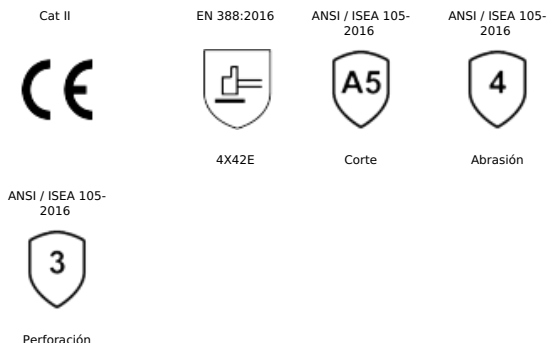 Cat II
CE
EN 388:2016
4X42E
ANSI / ISEA 105-
2016
A5
Corte
ANSI / ISEA 105-
2016
4
Abrasión
ANSI / ISEA 105-
2016
3
Perforación